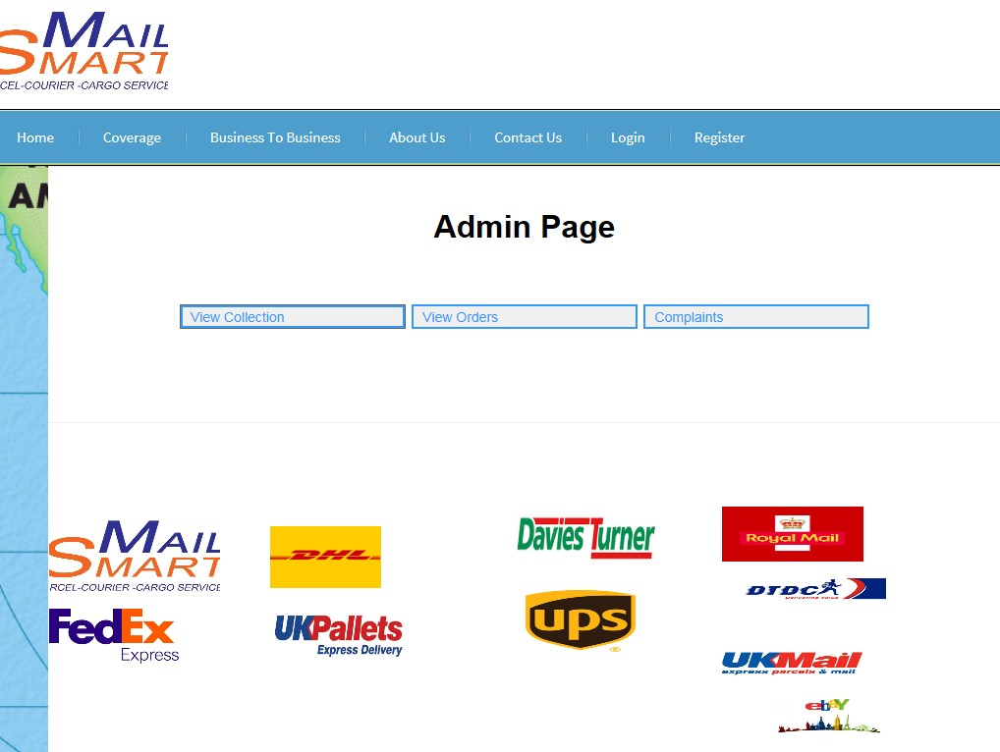 MAIL
SMART
CEL-COURIER -CARGO SERVICE
Home
Coverage
Business To Business
About Us
Contact Us
Login
Register
AM
Admin Page
View Collection
View Orders
Complaints
MAIL
SMART
RCEL-COURIER -CARGO SERVICE
DHL
Davies Turner
Royal Mail
DTDC
FedEx
Express
UKPallets
Express Delivery
ups
UKMail
express parcels & mail
ebay